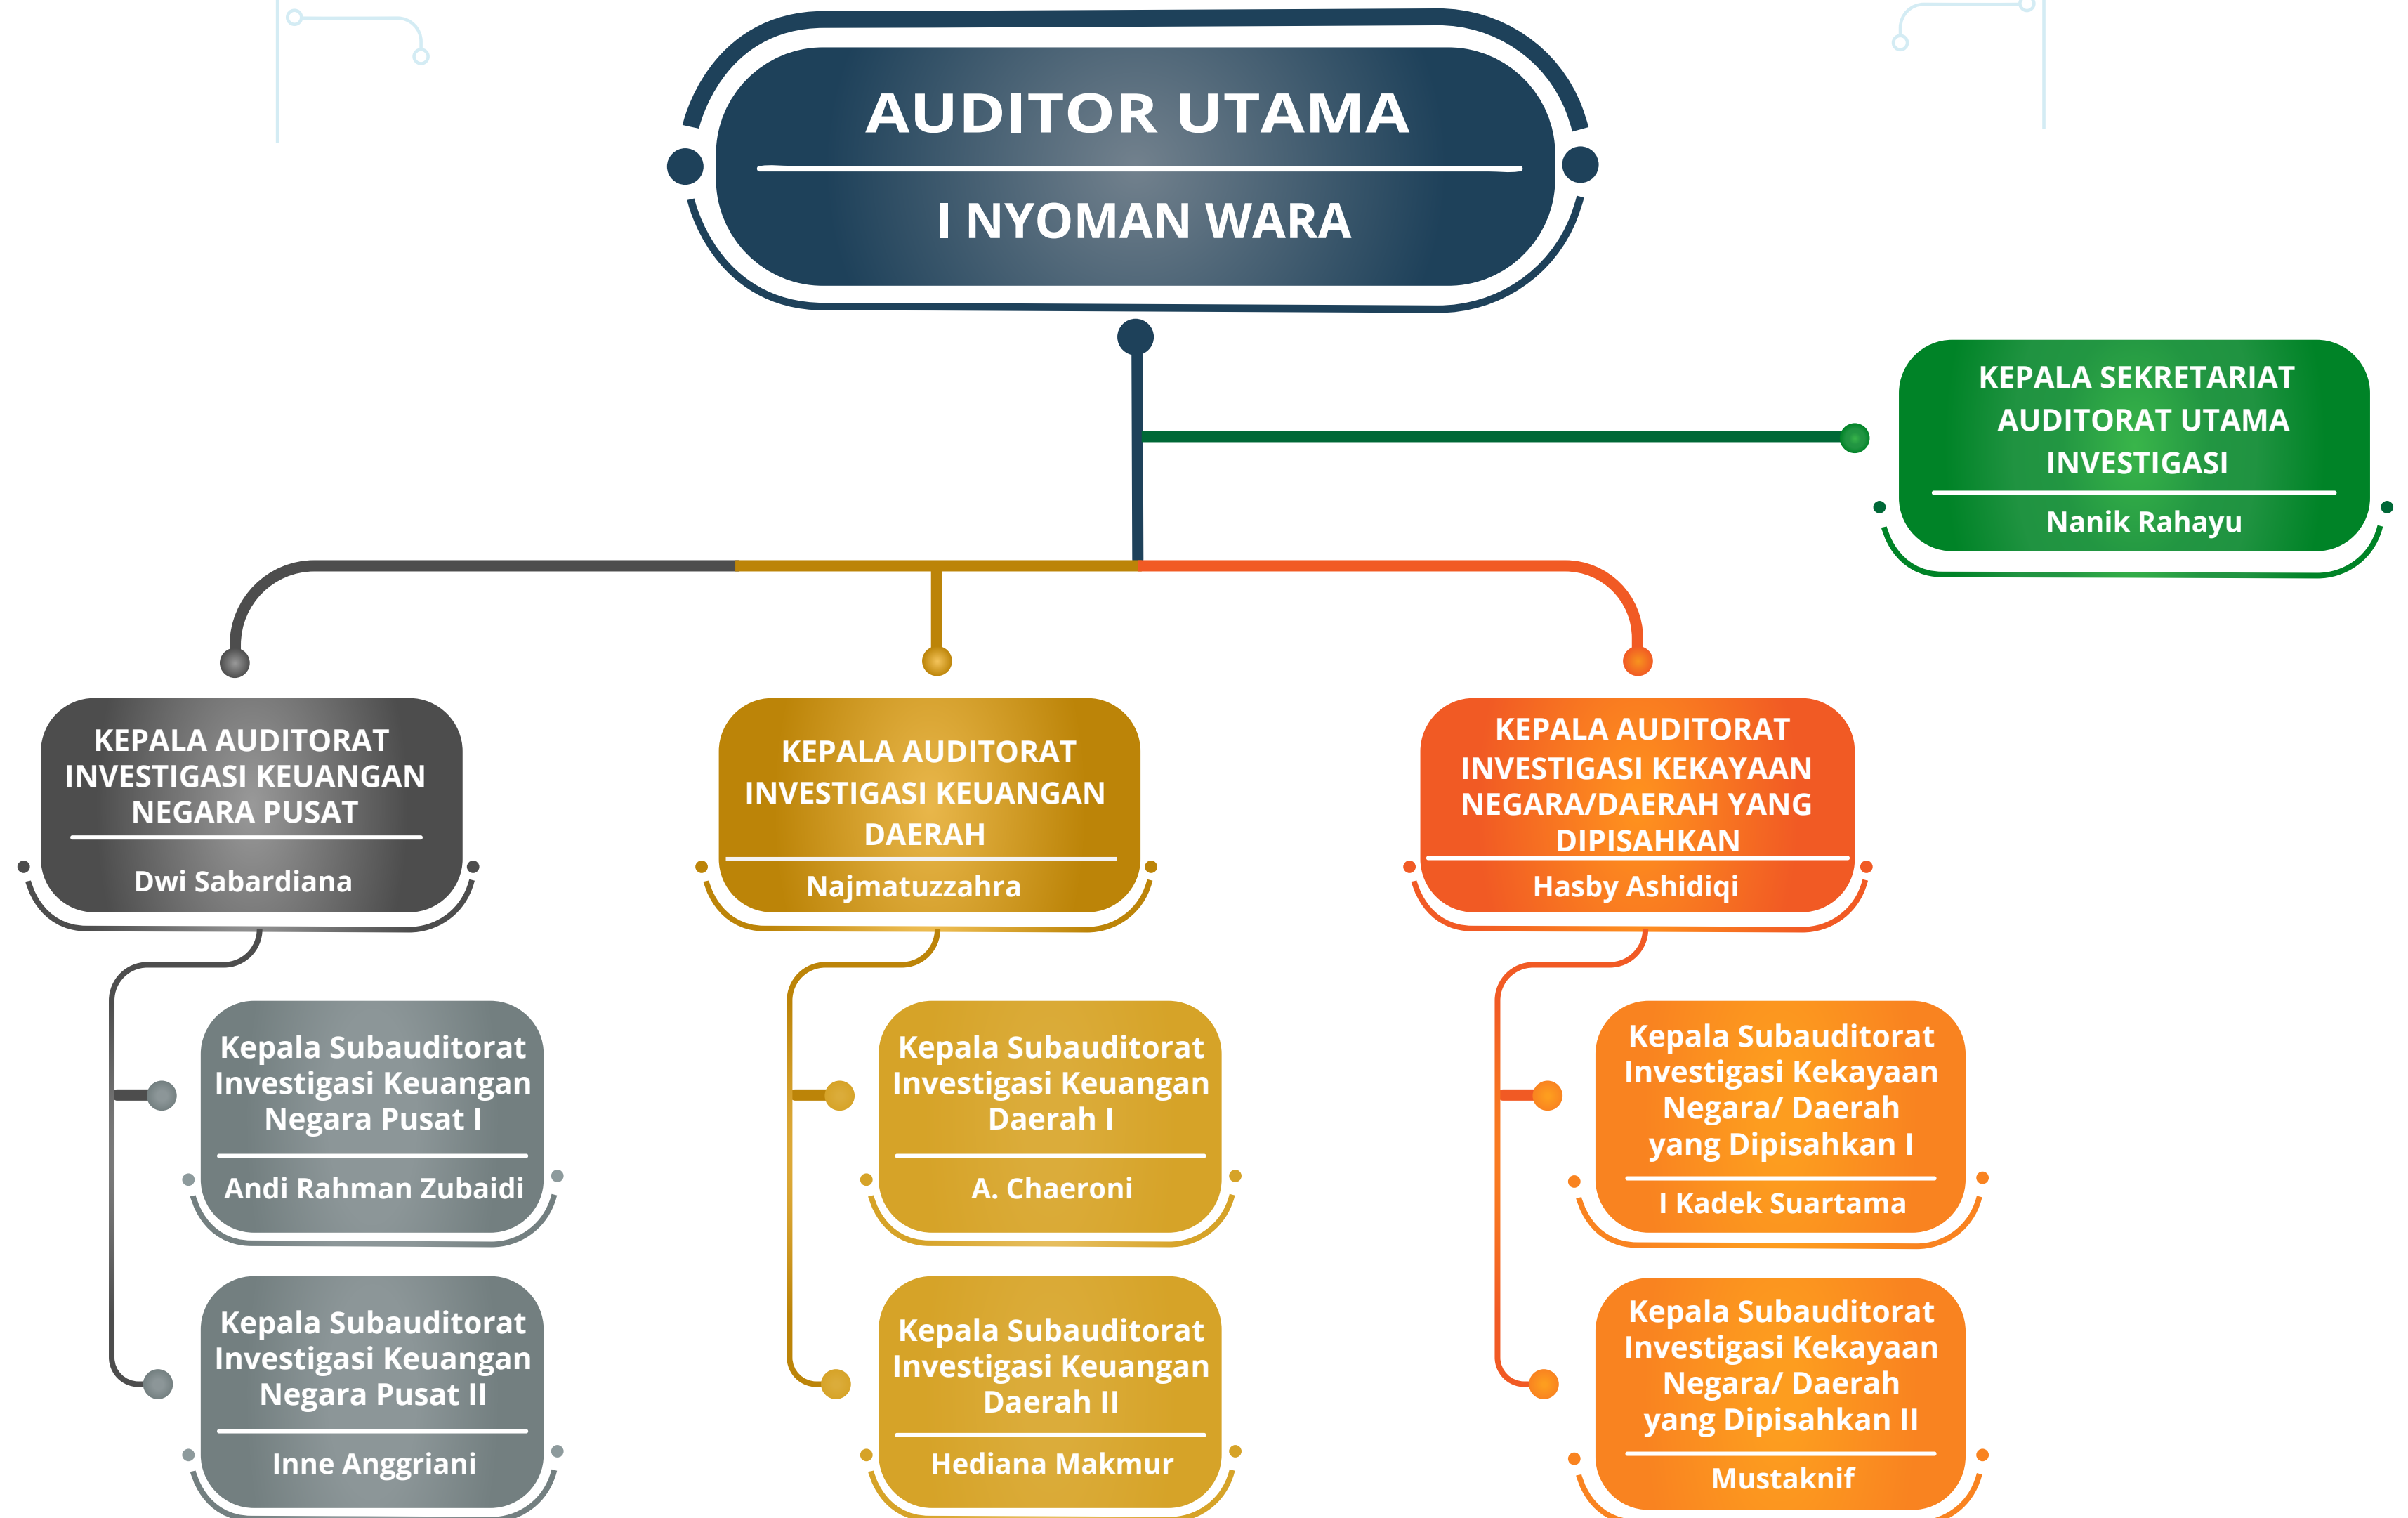 AUDITOR UTAMA
I NYOMAN WARA
KEPALA SEKRETARIAT
AUDITORAT UTAMA
INVESTIGASI
Nanik Rahayu
KEPALA AUDITORAT
INVESTIGASI KEUANGAN
NEGARA PUSAT
Dwi Sabardiana
KEPALA AUDITORAT
INVESTIGASI KEUANGAN
DAERAH
Najmatuzzahra
KEPALA AUDITORAT
INVESTIGASI KEKAYAAN
NEGARA/DAERAH YANG
DIPISAHKAN
Hasby Ashidiqi
Kepala Subauditorat
Investigasi Keuangan
Negara Pusat I
Andi Rahman Zubaidi
Kepala Subauditorat
Investigasi Keuangan
Daerah I
A. Chaeroni
Kepala Subauditorat
Investigasi Kekayaan
Negara/ Daerah
yang Dipisahkan I
I Kadek Suartama
Kepala Subauditorat
Investigasi Keuangan
Negara Pusat II
Inne Anggriani
Kepala Subauditorat
Investigasi Keuangan
Daerah II
Hediana Makmur
Kepala Subauditorat
Investigasi Kekayaan
Negara/ Daerah
yang Dipisahkan II
Mustaknif